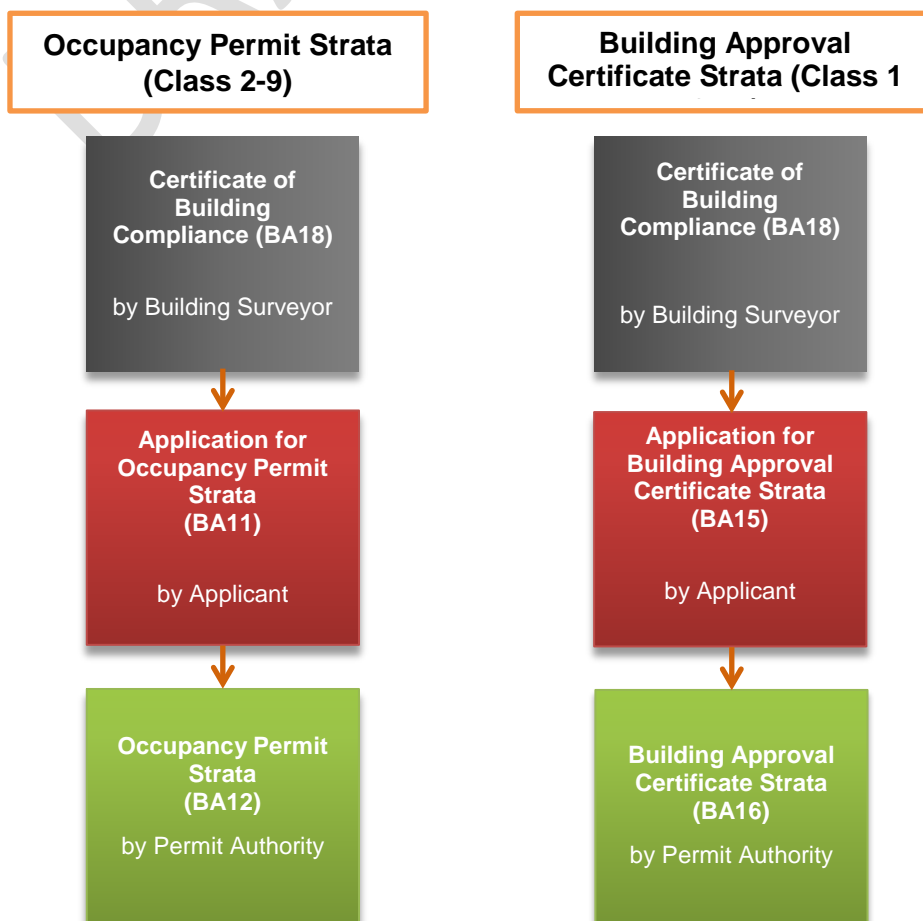 Occupancy Permit Strata
(Class 2-9)
Certificate of
Building
Compliance (BA18)
by Building Surveyor
Application for
Occupancy Permit
Strata
(BA11)
by Applicant
Occupancy Permit
Strata
(BA12)
by Permit Authority
Building Approval
Certificate Strata (Class 1
Certificate of
Building
Compliance (BA18)
by Building Surveyor
Application for
Building Approval
Certificate Strata
(BA15)
by Applicant
Building Approval
Certificate Strata
(BA16)
by Permit Authority